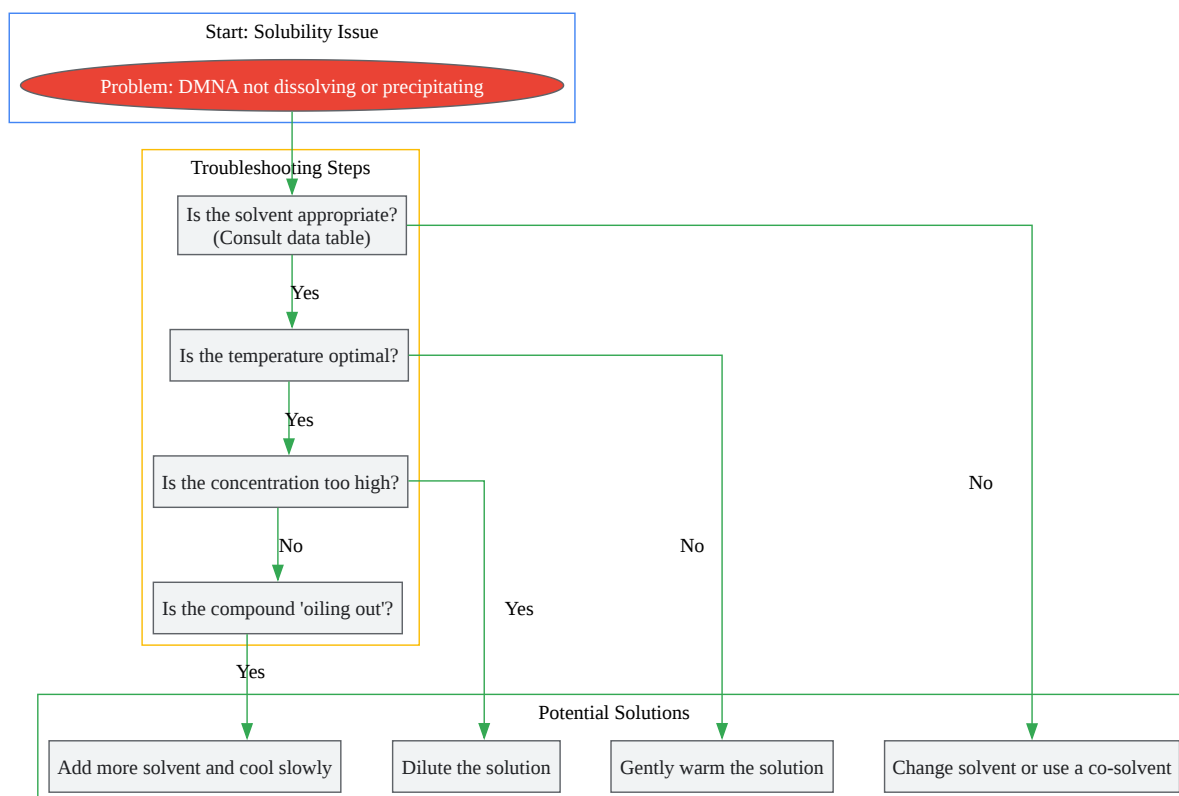 Start: Solubility Issue
Problem: DMNA not dissolving or precipitating
Troubleshooting Steps
Is the solvent appropriate?
(Consult data table)
Yes
Is the temperature optimal?
Yes
Is the concentration too high?
No
No
No
Is the compound 'oiling out'?
Yes
Yes
Potential Solutions
Add more solvent and cool slowly
Dilute the solution
Gently warm the solution
Change solvent or use a co-solvent